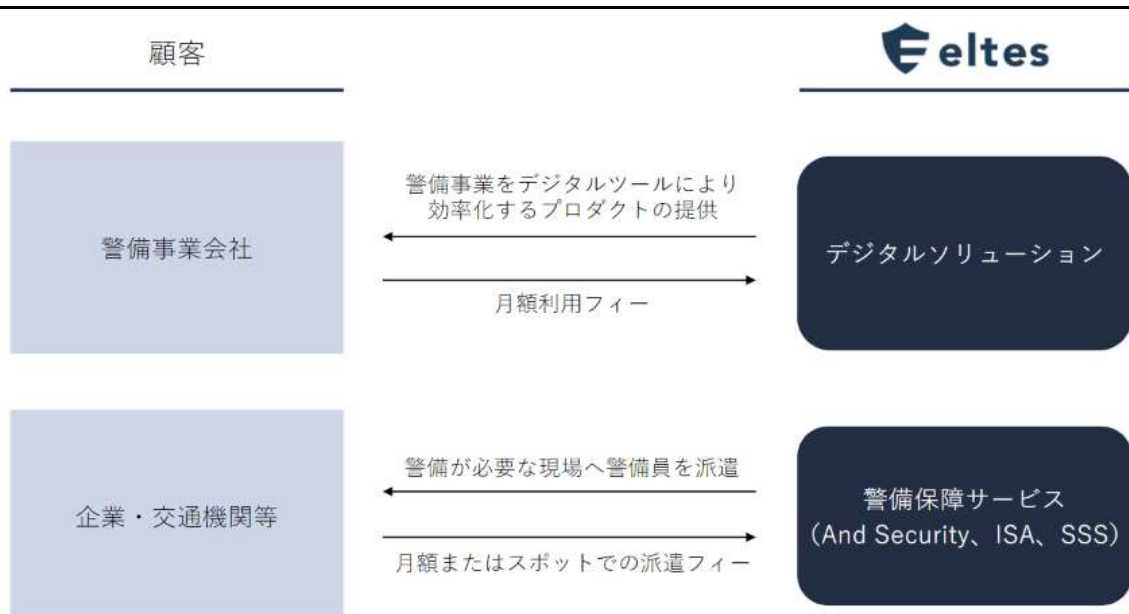 顧客
eltes
警備事業をデジタルツールにより
効率化するプロダクトの提供
警備事業会社
デジタルソリューション
月額利用フィー
警備が必要な現場へ警備員を派遣
企業・交通機関等
警備保障サービス
(And Security、ISA、SSS)
月額またはスポットでの派遣フィー